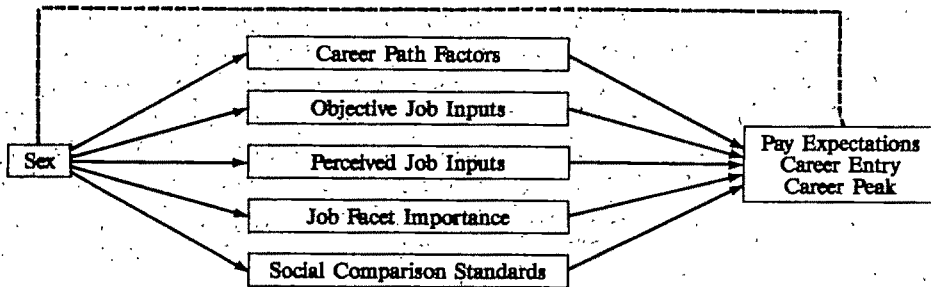 Career Path Factors
Objective Job Inputs
Sex
Perceived Job Inputs
Job Facet Importance
Social Comparison Standards
Pay Expectations
Career Entry
Career Peak